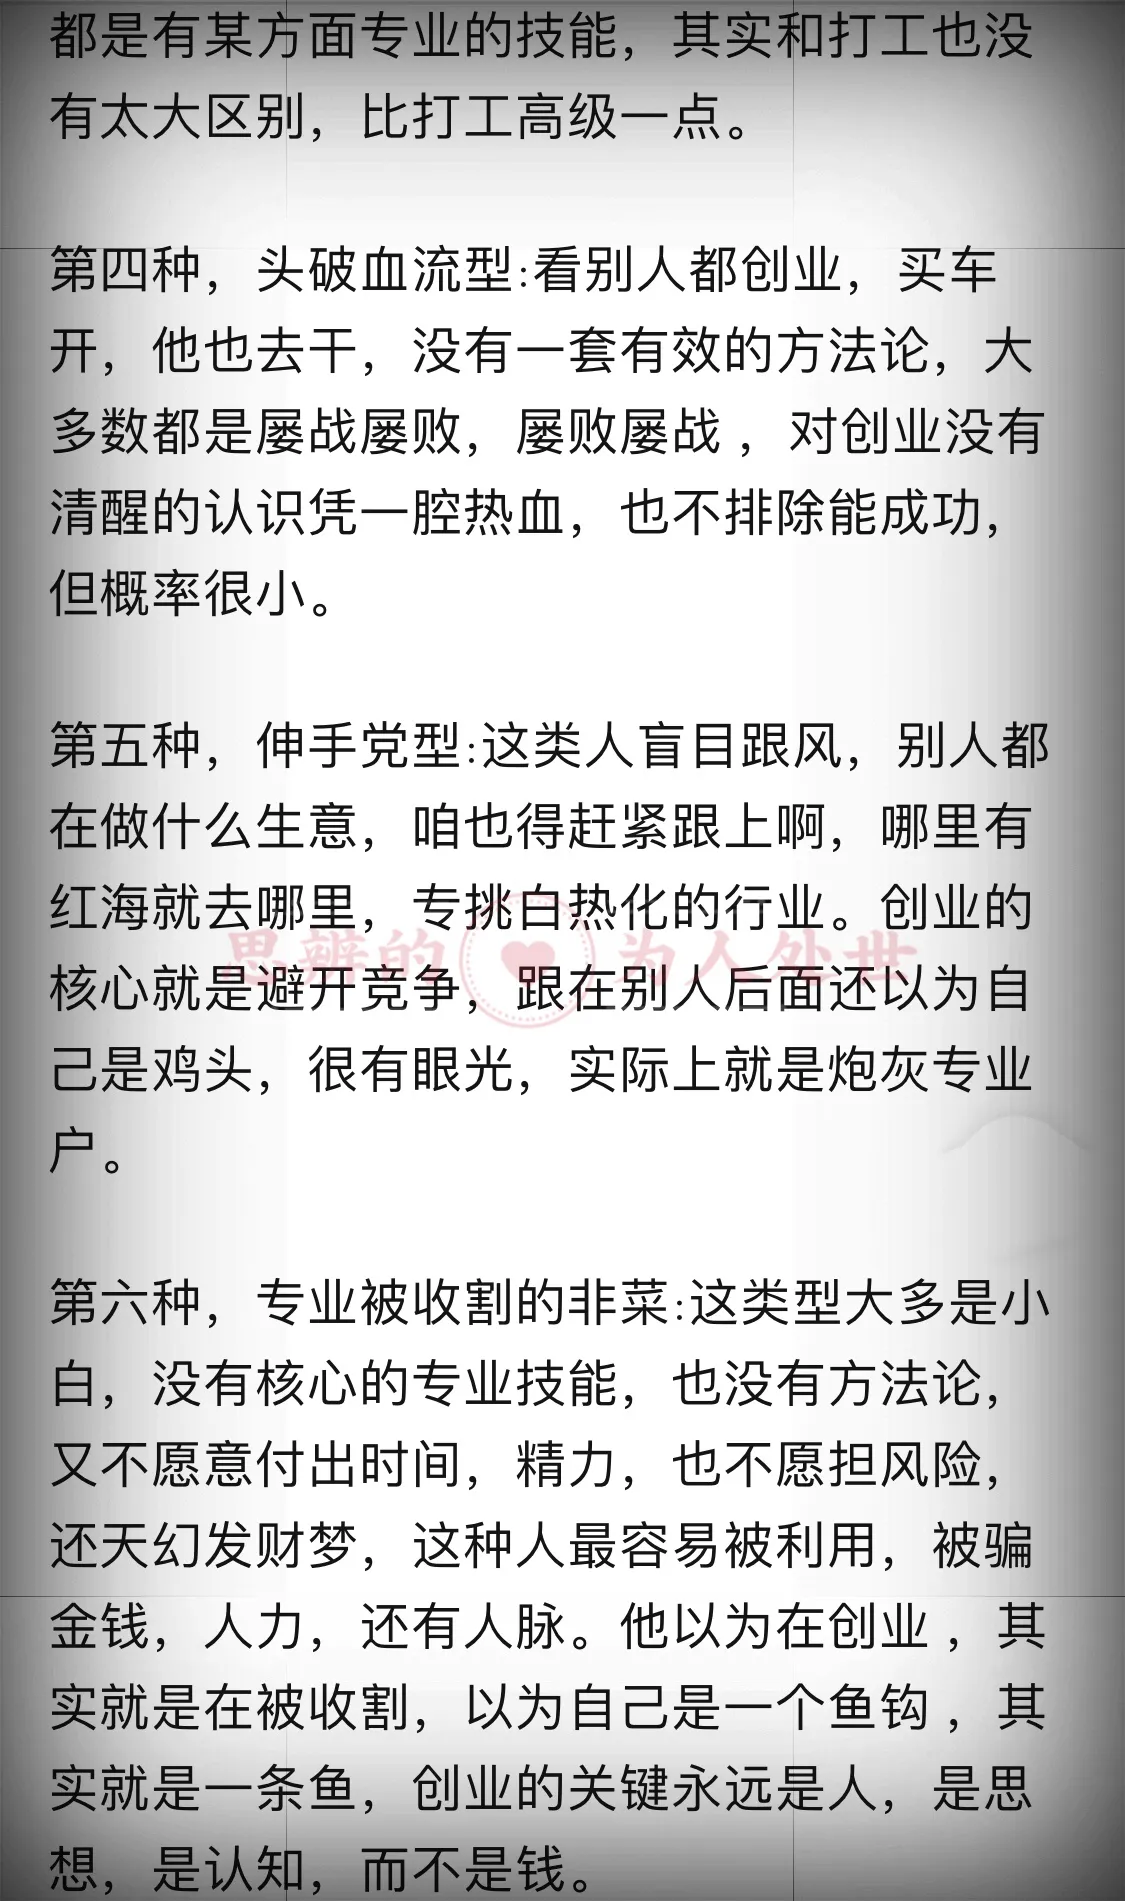 都是有某方面专业的技能，其实和打工也没
有太大区别，比打工高级一点。
第四种，头破血流型:看别人都创业，买车
开，他也去干，没有一套有效的方法论，大
多数都是屡战屡败，屡败屡战 ，对创业没有
清醒的认识凭一腔热血，也不排除能成功，
但概率很小。
第五种，伸手党型:这类人盲目跟风，别人都
在做什么生意，咱也得赶紧跟上啊，哪里有
红海就去哪里，专挑白热化的行业。创业的
思辨的 为人处世
核心就是避开竞争，跟在别人后面还以为自
己是鸡头，很有眼光，实际上就是炮灰专业
户。
第六种，专业被收割的非菜:这类型大多是小
白，没有核心的专业技能，也没有方法论，
又不愿意付出时间，精力，也不愿担风险，
还天幻发财梦，这种人最容易被利用，被骗
金钱，人力，还有人脉。他以为在创业 ，其
实就是在被收割，以为自己是一个鱼钩 ，其
实就是一条鱼，创业的关键永远是人，是思
想，是认知，而不是钱。